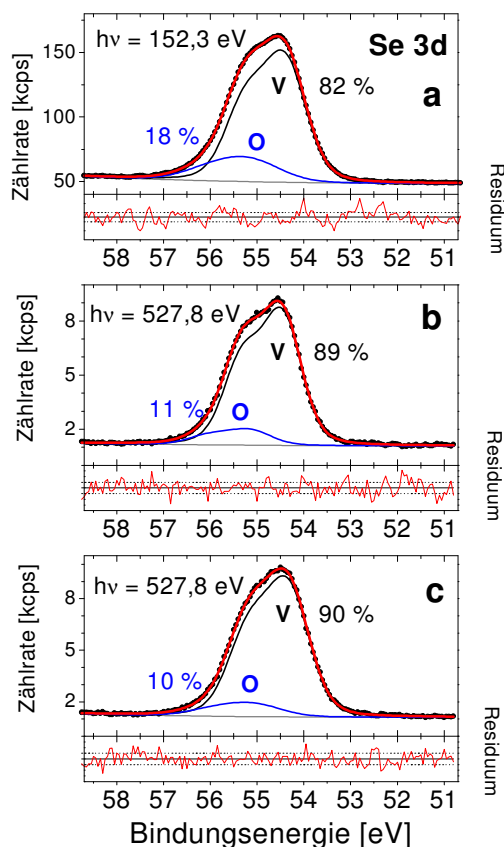 hν = 152,3 eV
Se 3d
a
V
82 %
18 %
O
150
100
50
Zählrate [kcps]
Residuum
58 57 56 55 54 53 52 51
hν = 527,8 eV
b
V
89 %
11 %
O
8
5
2
Zählrate [kcps]
Residuum
58 57 56 55 54 53 52 51
hν = 527,8 eV
c
V
90 %
10 %
O
8
5
2
Zählrate [kcps]
Residuum
58 57 56 55 54 53 52 51
Bindungsenergie [eV]